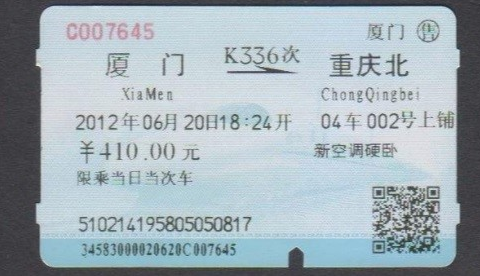 C007645 厦门 售
厦 门 K336次 重庆北
XiaMen ChongQingbei
2012年06月20日18:24开 04车002号上铺
￥410.00元 新空调硬卧
限乘当日当次车
510214195805050817
34583000020620C007645